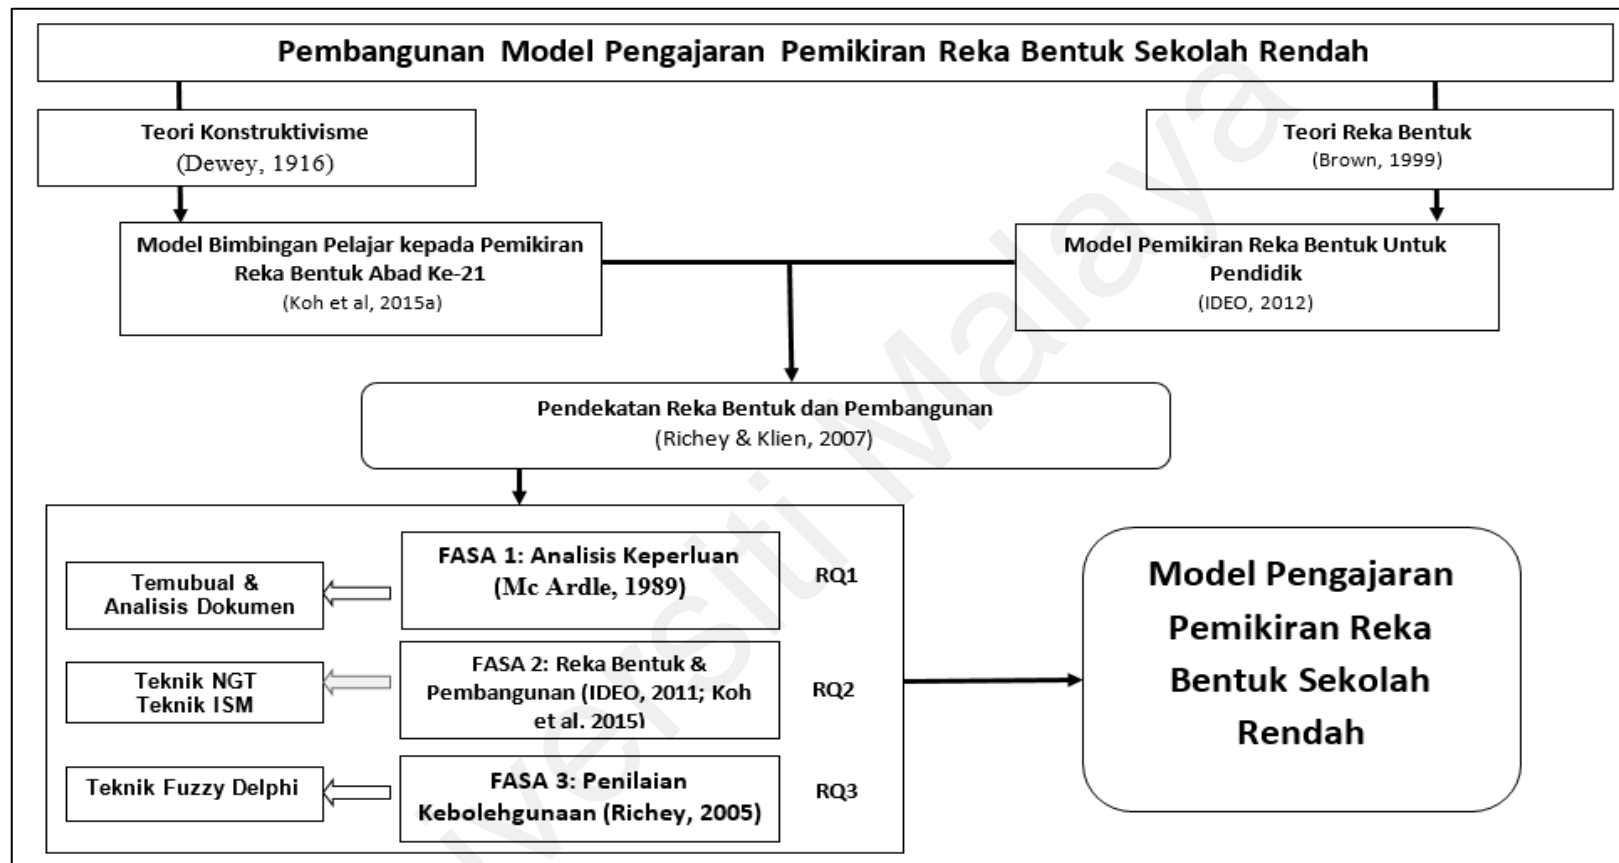 Pembangunan Model Pengajaran Pemikiran Reka Bentuk Sekolah Rendah
Teori Konstruktivisme
(Dewey, 1916)
Teori Reka Bentuk
(Brown, 1999)
Model Bimbingan Pelajar kepada Pemikiran
Reka Bentuk Abad Ke-21
(Koh et al, 2015a)
Model Pemikiran Reka Bentuk Untuk
Pendidik
(IDEO, 2012)
Pendekatan Reka Bentuk dan Pembangunan
(Richey & Klien, 2007)
Temubual &
Analisis Dokumen
FASA 1: Analisis Keperluan
(Mc Ardle, 1989)
RQ1
Teknik NGT
Teknik ISM
FASA 2: Reka Bentuk &
Pembangunan (IDEO, 2011; Koh
et al. 2015)
RQ2
Teknik Fuzzy Delphi
FASA 3: Penilaian
Kebolehgunaan (Richey, 2005)
RQ3
Model Pengajaran
Pemikiran Reka
Bentuk Sekolah
Rendah
versiti Malaya